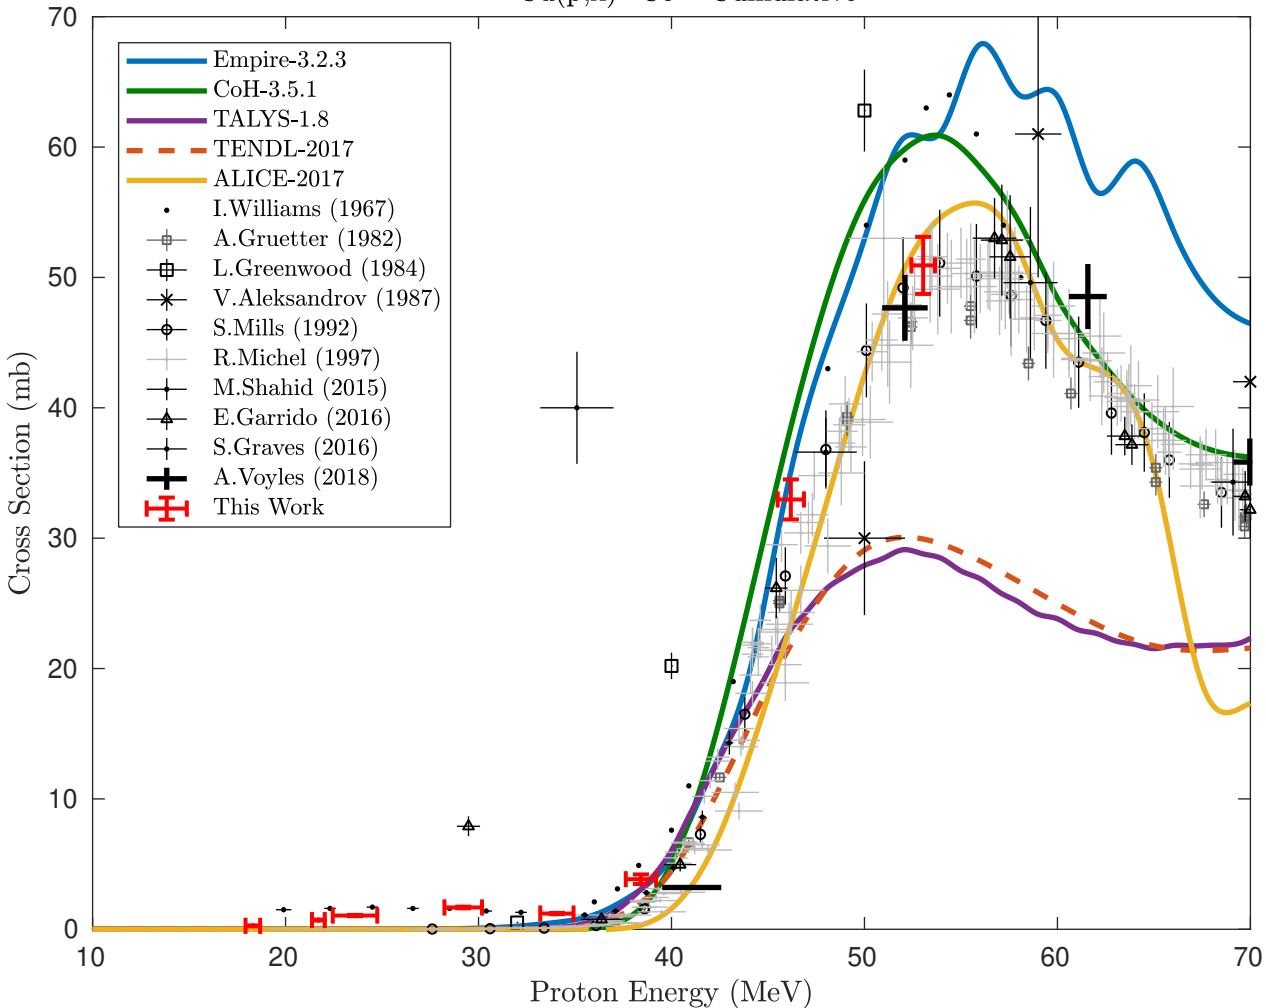 70
60
50
40
30
20
10
0
Cross Section (mb)
Empire-3.2.3
CoH-3.5.1
TALYS-1.8
TENDL-2017
ALICE-2017
I.Williams (1967)
A.Gruetter (1982)
L.Greenwood (1984)
V.Aleksandrov (1987)
S.Mills (1992)
R.Michel (1997)
M.Shahid (2015)
E.Garrido (2016)
S.Graves (2016)
A.Voyles (2018)
This Work
10 20 30 40 50 60 70
Proton Energy (MeV)